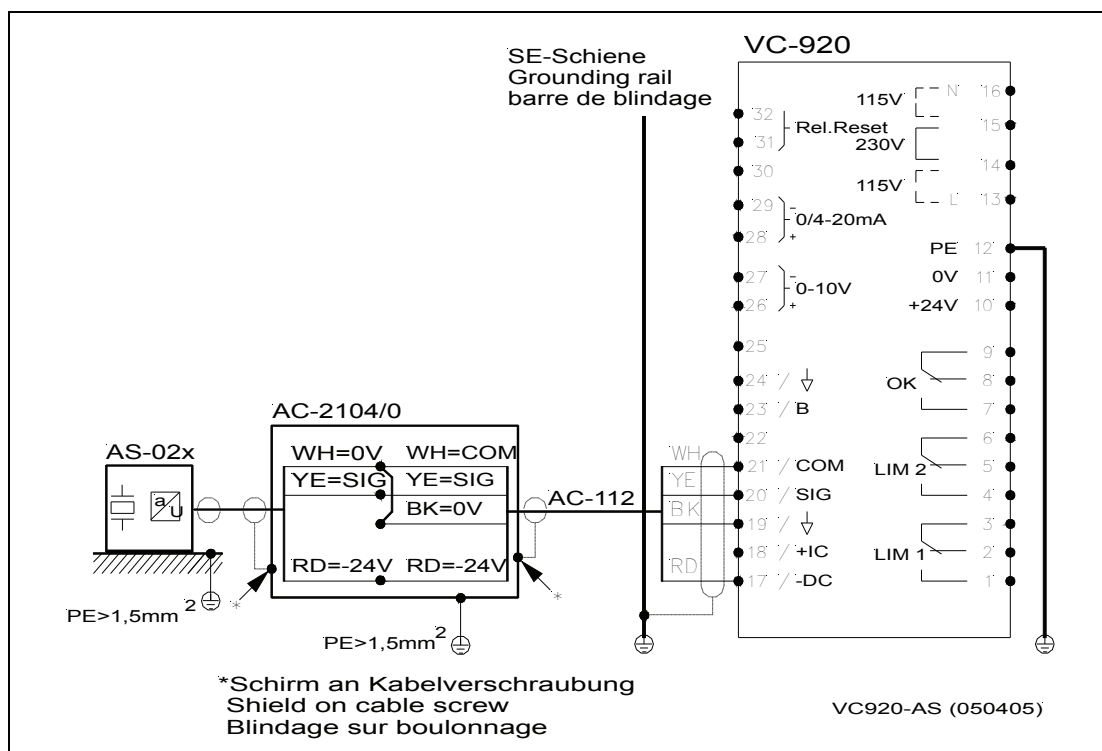 VC-920
SE-Schiene
Grounding rail
barre de blindage
32
31
Rel.Reset
30
29 -
28 +
0/4-20mA
27 -
26 +
0-10V
25
24 /
23 / B
22
21 / COM
20 / SIG
19 /
18 / +IC
17 / -DC
115V
N 16
15
230V
14
115V
L 13
PE 12
0V 11
+24V 10
9
OK 8
7
6
LIM 2 5
4
3
LIM 1 2
1
AC-2104/0
AS-02x
a/U
WH=0V WH=COM
YE=SIG YE=SIG
BK=0V
RD=-24V RD=-24V
AC-112
WH
YE
BK
RD
*
*
PE>1,5mm²
PE>1,5mm²
*Schirm an Kabelverschraubung
Shield on cable screw
Blindage sur boulonnage
VC920-AS (050405)